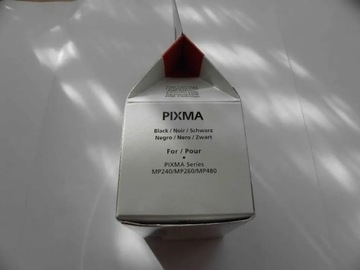 PIXMA
Black / Noir / Schwarz
Negro / Nero / Zwart
For / Pour
PIXMA Series
MP240/MP260/MP480